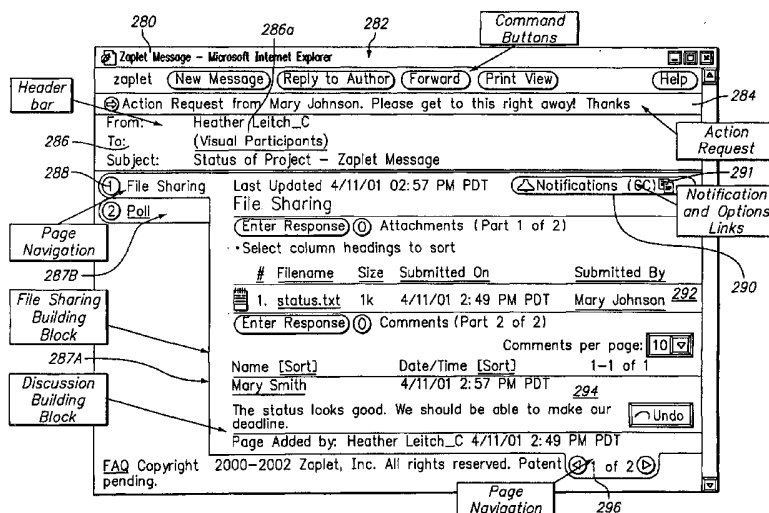 280
286a
282
Command
Buttons
Zaplet Message - Microsoft Internet Explorer
zaplet New Message Reply to Author Forward Print View Help
Header
bar
Action Request from Mary Johnson. Please get to this right away! Thanks
284
From: Heather Leitch_C
286
To: (Visual Participants)
Subject: Status of Project - Zaplet Message
Action
Request
288
1 File Sharing
Last Updated 4/11/01 02:57 PM PDT
Notifications (GC)
291
2 Poll
File Sharing
Enter Response 0 Attachments (Part 1 of 2)
Notification
and Options
Links
Page
Navigation
•Select column headings to sort
287B
290
# Filename Size Submitted On Submitted By
File Sharing
Building
Block
1. status.txt 1k 4/11/01 2:49 PM PDT Mary Johnson 292
Enter Response 0 Comments (Part 2 of 2)
Comments per page: 10
287A
Name [Sort] Date/Time [Sort] 1-1 of 1
Mary Smith 4/11/01 2:57 PM PDT 294
Discussion
Building
Block
The status looks good. We should be able to make our
deadline.
Undo
Page Added by: Heather Leitch_C 4/11/01 2:49 PM PDT
FAQ Copyright 2000-2002 Zaplet, Inc. All rights reserved. Patent
pending.
1 of 2
Page
Navigation
296